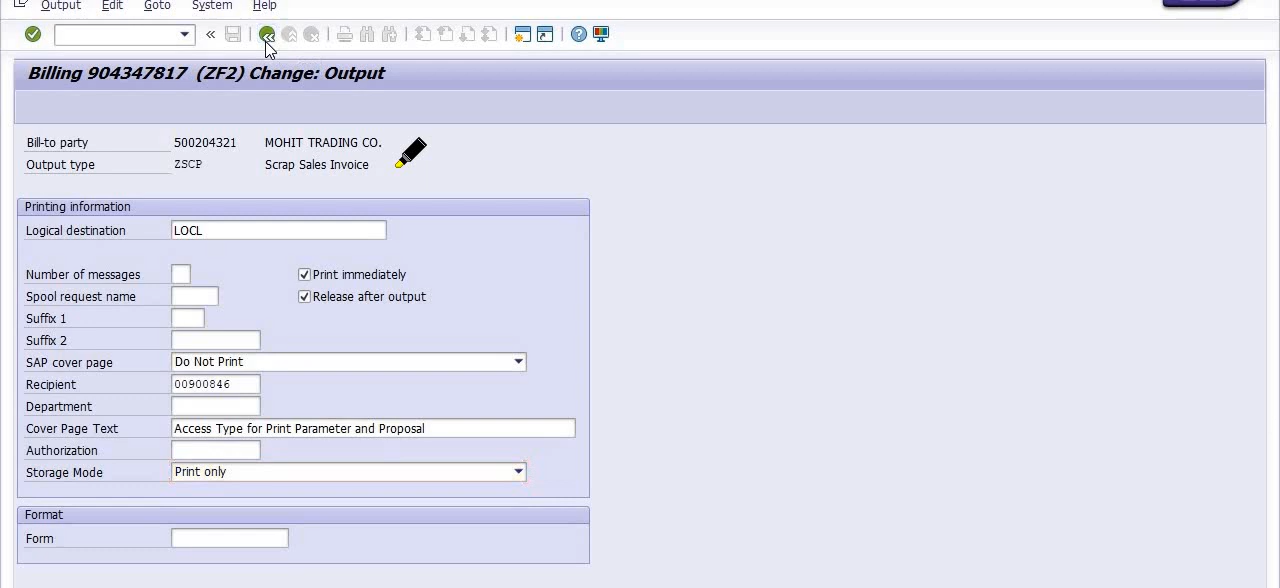 Output Edit Goto System Help
Billing 904347817 (ZF2) Change: Output
Bill-to party 500204321 MOHIT TRADING CO.
Output type ZSCP Scrap Sales Invoice
Printing information
Logical destination LOCL
Number of messages Print immediately
Spool request name Release after output
Suffix 1
Suffix 2
SAP cover page Do Not Print
Recipient 00900846
Department
Cover Page Text Access Type for Print Parameter and Proposal
Authorization
Storage Mode Print only
Format
Form